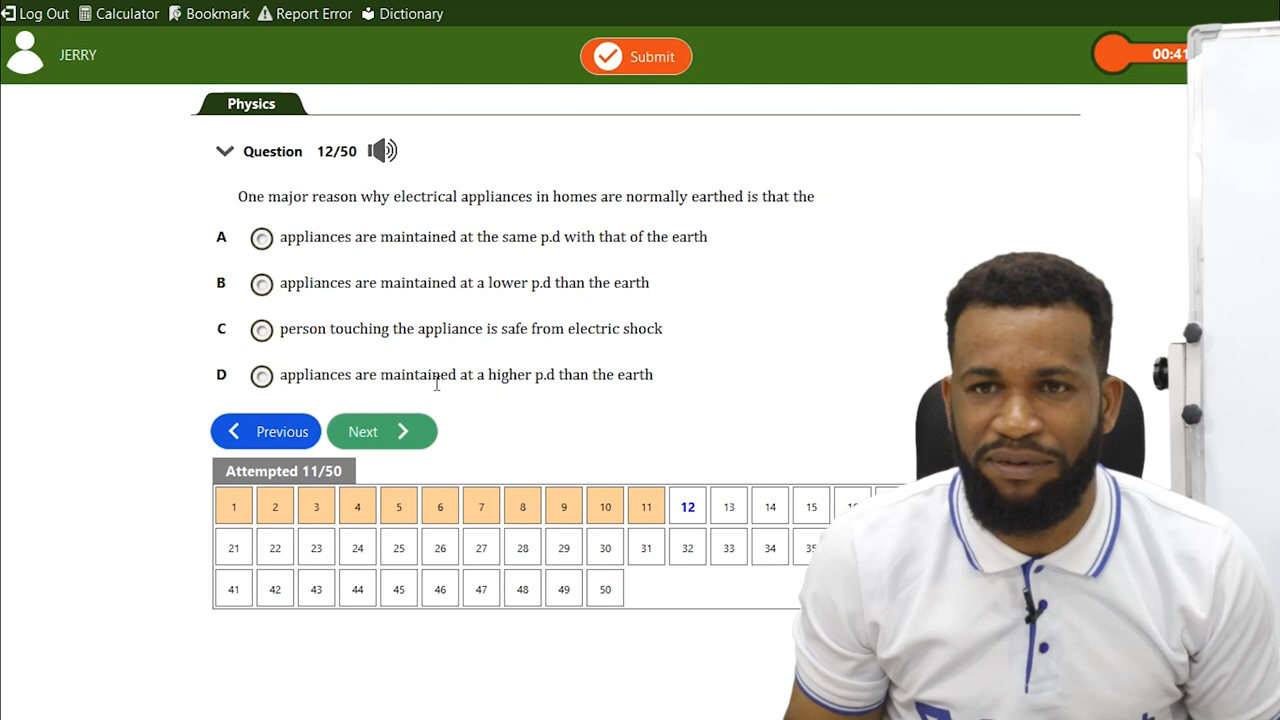 Log Out Calculator Bookmark Report Error Dictionary
JERRY
Submit
00:41
Physics
Question 12/50
One major reason why electrical appliances in homes are normally earthed is that the
A appliances are maintained at the same p.d with that of the earth
B appliances are maintained at a lower p.d than the earth
C person touching the appliance is safe from electric shock
D appliances are maintained at a higher p.d than the earth
Previous Next
Attempted 11/50
1 2 3 4 5 6 7 8 9 10 11 12 13 14 15
21 22 23 24 25 26 27 28 29 30 31 32 33 34 35
41 42 43 44 45 46 47 48 49 50